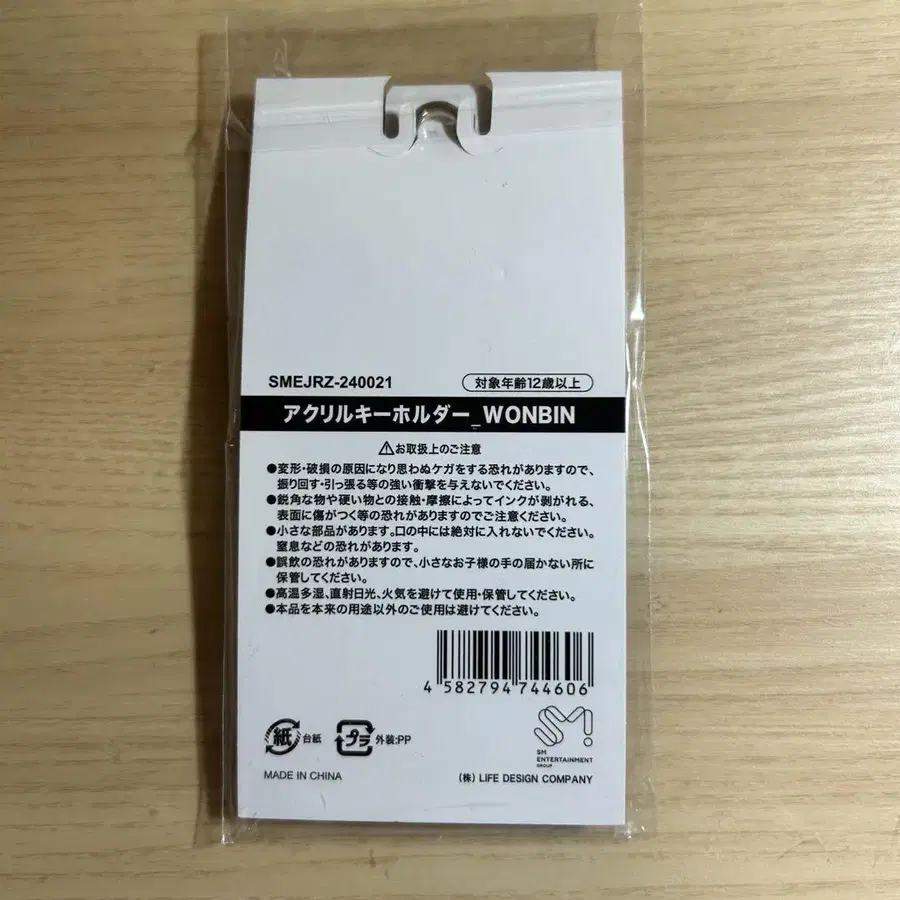 SMEJRZ-240021 対象年齢12歳以上
アクリルキーホルダー_WONBIN
⚠お取扱上のご注意
●変形・破損の原因になり思わぬケガをする恐れがありますので、
振り回す・引っ張る等の強い衝撃を与えないでください。
●鋭角な物や硬い物との接触・摩擦によってインクが剥がれる、
表面に傷がつく等の恐れがありますのでご注意ください。
●小さな部品があります。口の中には絶対に入れないでください。
窒息などの恐れがあります。
●誤飲の恐れがありますので、小さなお子様の手の届かない所に
保管してください。
●高温多湿、直射日光、火気を避けて使用・保管してください。
●本品を本来の用途以外のご使用は避けてください。
4 582794 744606
紙 台紙 プラ 外装:PP
SM!
SM
ENTERTAINMENT
GROUP
MADE IN CHINA (株) LIFE DESIGN COMPANY